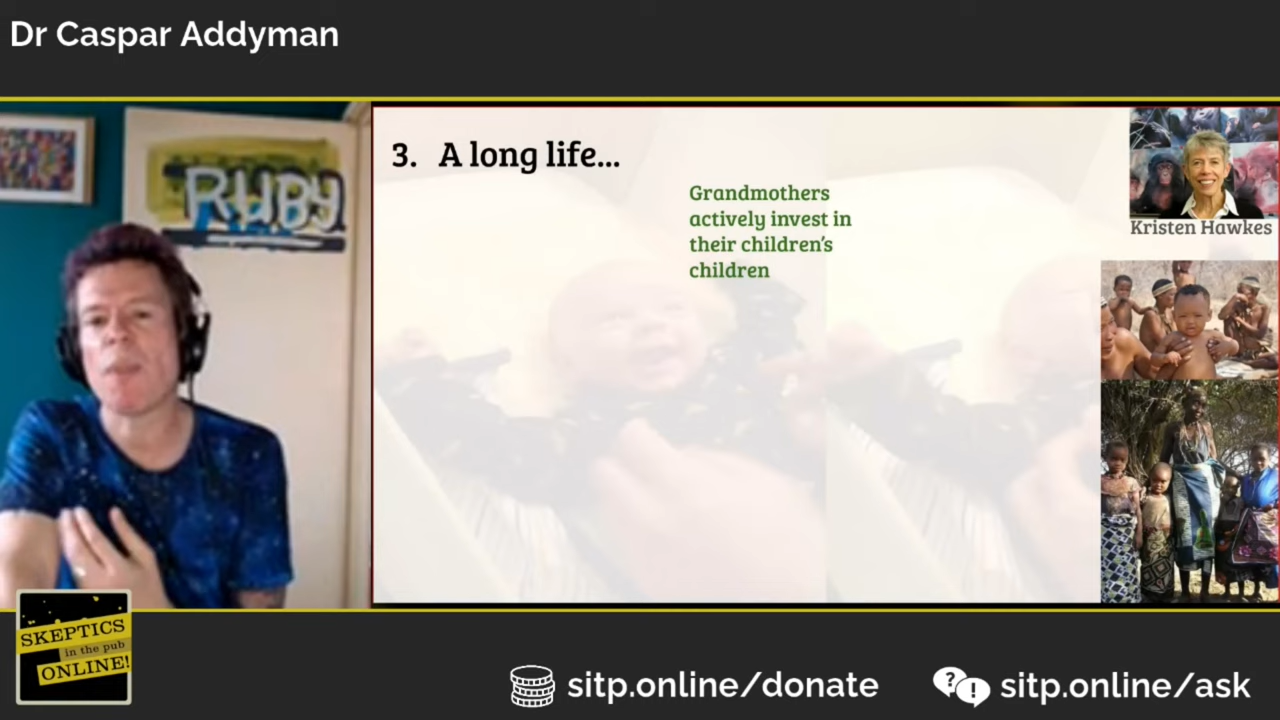 Dr Caspar Addyman
RUBY
3. A long life...
Grandmothers
actively invest in
their children's
children
Kristen Hawkes
SKEPTICS
in the pub
ONLINE!
sitp.online/donate
sitp.online/ask